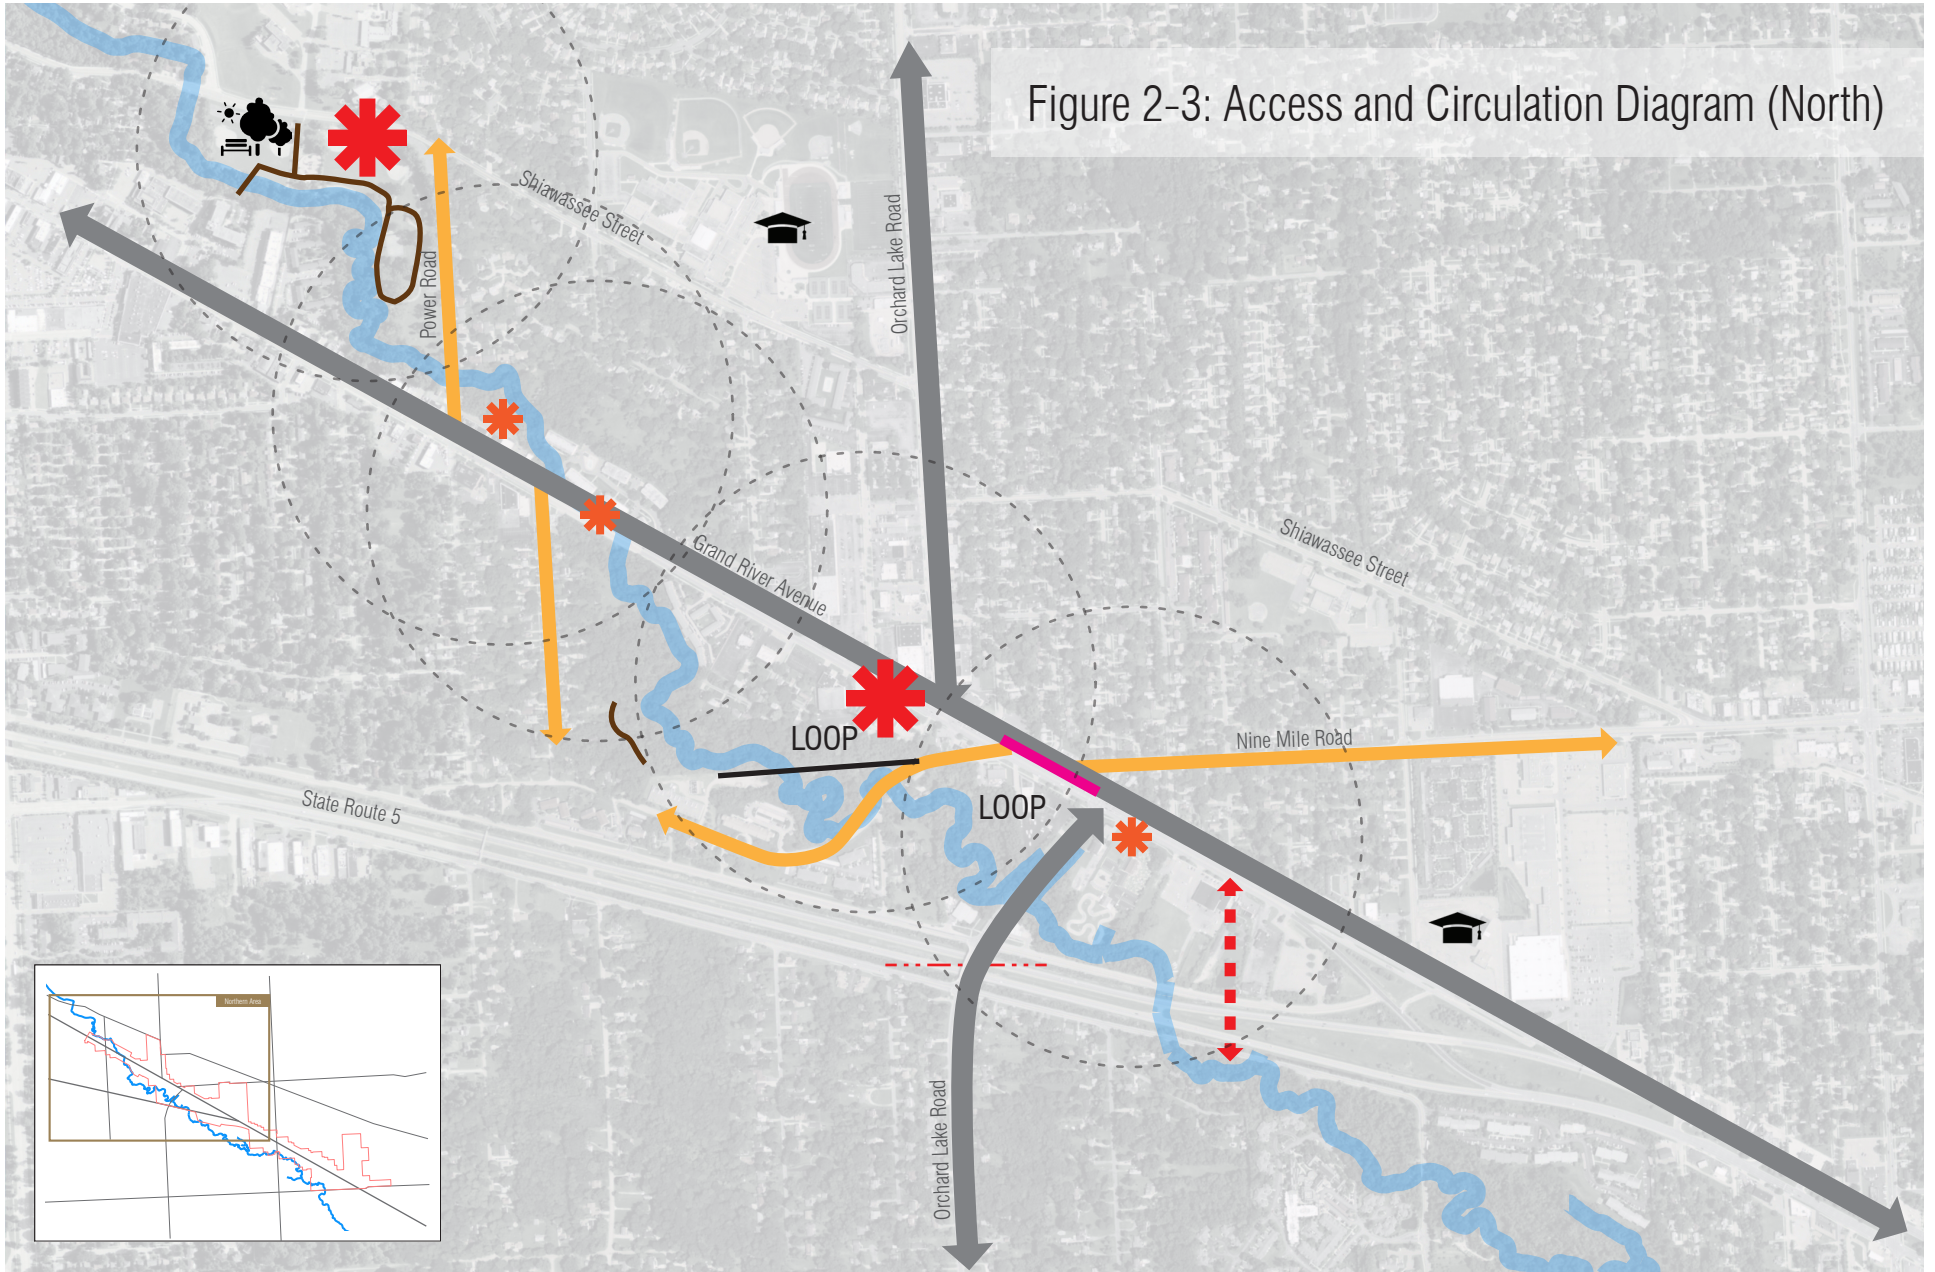 Figure 2-3: Access and Circulation Diagram (North)
Shiawassee Street
Orchard Lake Road
Power Road
Shiawassee Street
Grand River Avenue
LOOP
Nine Mile Road
LOOP
State Route 5
Northern Area
Orchard Lake Road